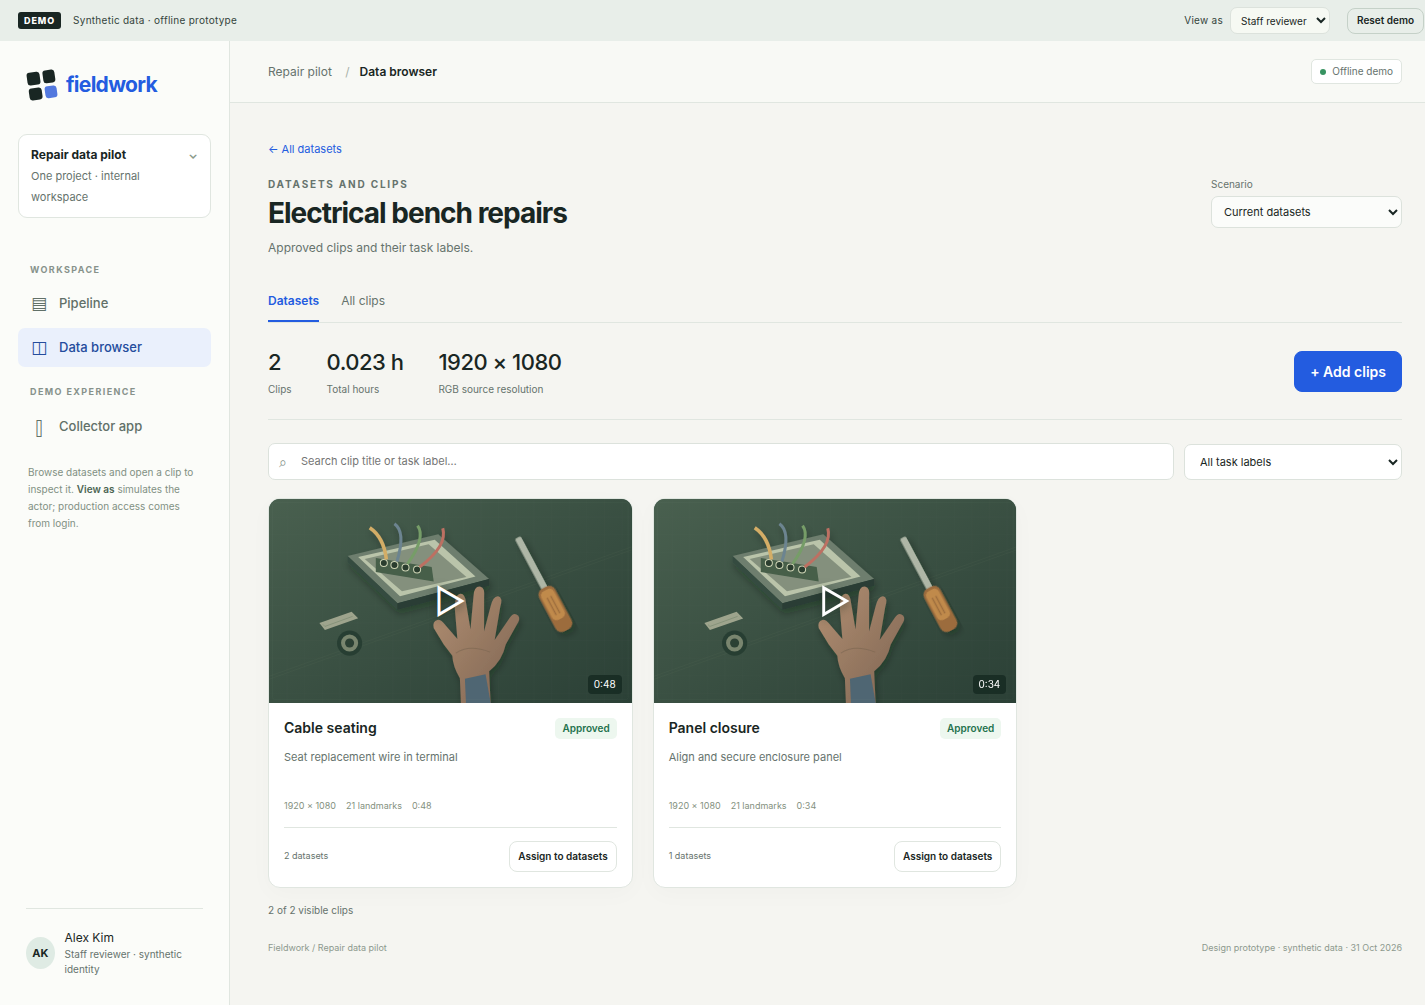 DEMO Synthetic data · offline prototype View as Staff reviewer Reset demo
fieldwork
Repair data pilot
One project · internal
workspace
WORKSPACE
Pipeline
Data browser
DEMO EXPERIENCE
Collector app
Browse datasets and open a clip to
inspect it. View as simulates the
actor; production access comes
from login.
AK
Alex Kim
Staff reviewer · synthetic
identity
Repair pilot / Data browser
Offline demo
← All datasets
DATASETS AND CLIPS
Electrical bench repairs
Approved clips and their task labels.
Scenario
Current datasets
Datasets All clips
2 0.023 h 1920 × 1080
Clips Total hours RGB source resolution
+ Add clips
Search clip title or task label...
All task labels
0:48
Cable seating Approved
Seat replacement wire in terminal
1920 × 1080 21 landmarks 0:48
2 datasets Assign to datasets
0:34
Panel closure Approved
Align and secure enclosure panel
1920 × 1080 21 landmarks 0:34
1 datasets Assign to datasets
2 of 2 visible clips
Fieldwork / Repair data pilot
Design prototype · synthetic data · 31 Oct 2026